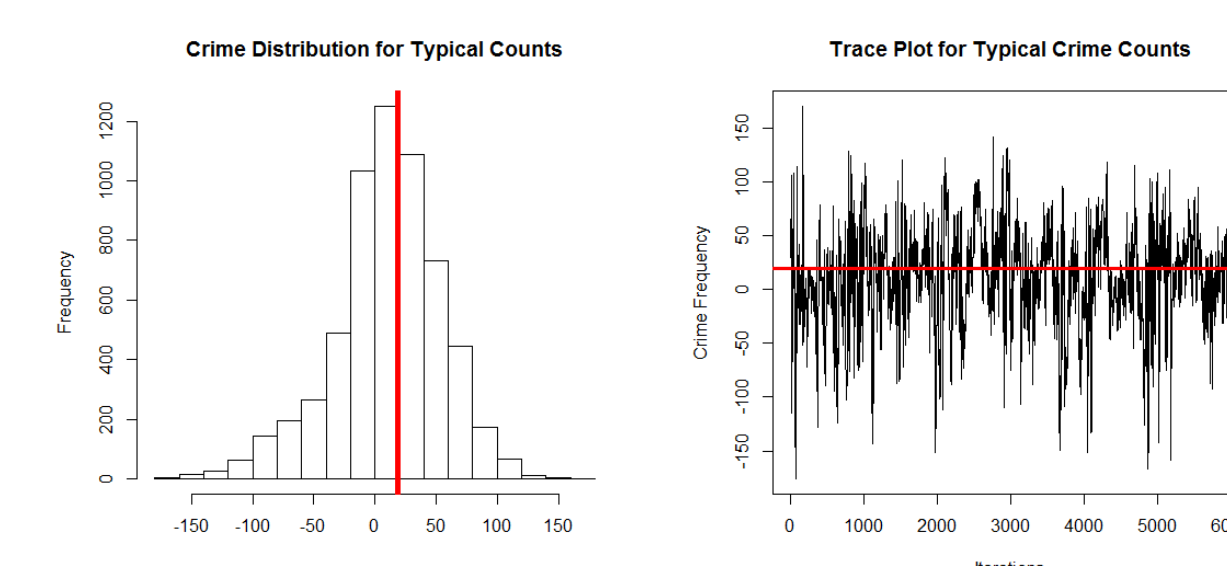 Crime Distribution for Typical Counts
Frequency
1200
1000
800
600
400
200
0
-150 -100 -50 0 50 100 150
Trace Plot for Typical Crime Counts
Crime Frequency
150
100
50
0
-50
-100
-150
0 1000 2000 3000 4000 5000